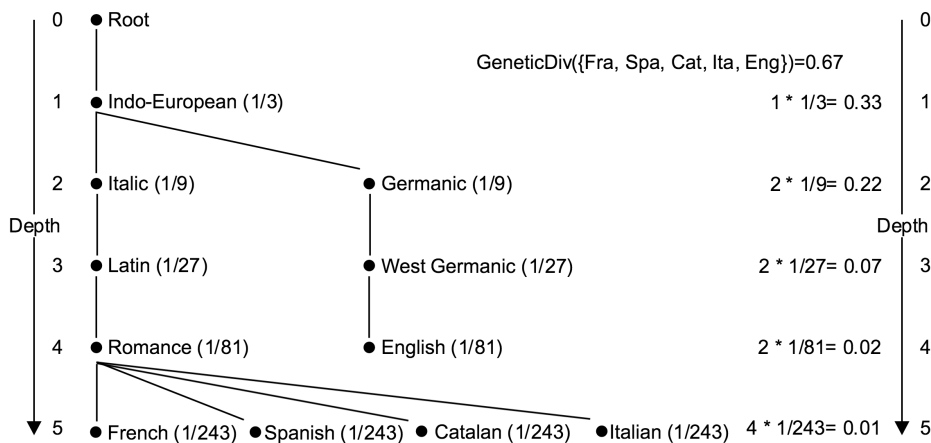 0 Root 0
GeneticDiv({Fra, Spa, Cat, Ita, Eng})=0.67
1 Indo-European (1/3) 1 * 1/3= 0.33 1
2 Italic (1/9) Germanic (1/9) 2 * 1/9= 0.22 2
Depth Depth
3 Latin (1/27) West Germanic (1/27) 2 * 1/27= 0.07 3
4 Romance (1/81) English (1/81) 2 * 1/81= 0.02 4
5 French (1/243) Spanish (1/243) Catalan (1/243) Italian (1/243) 4 * 1/243= 0.01 5